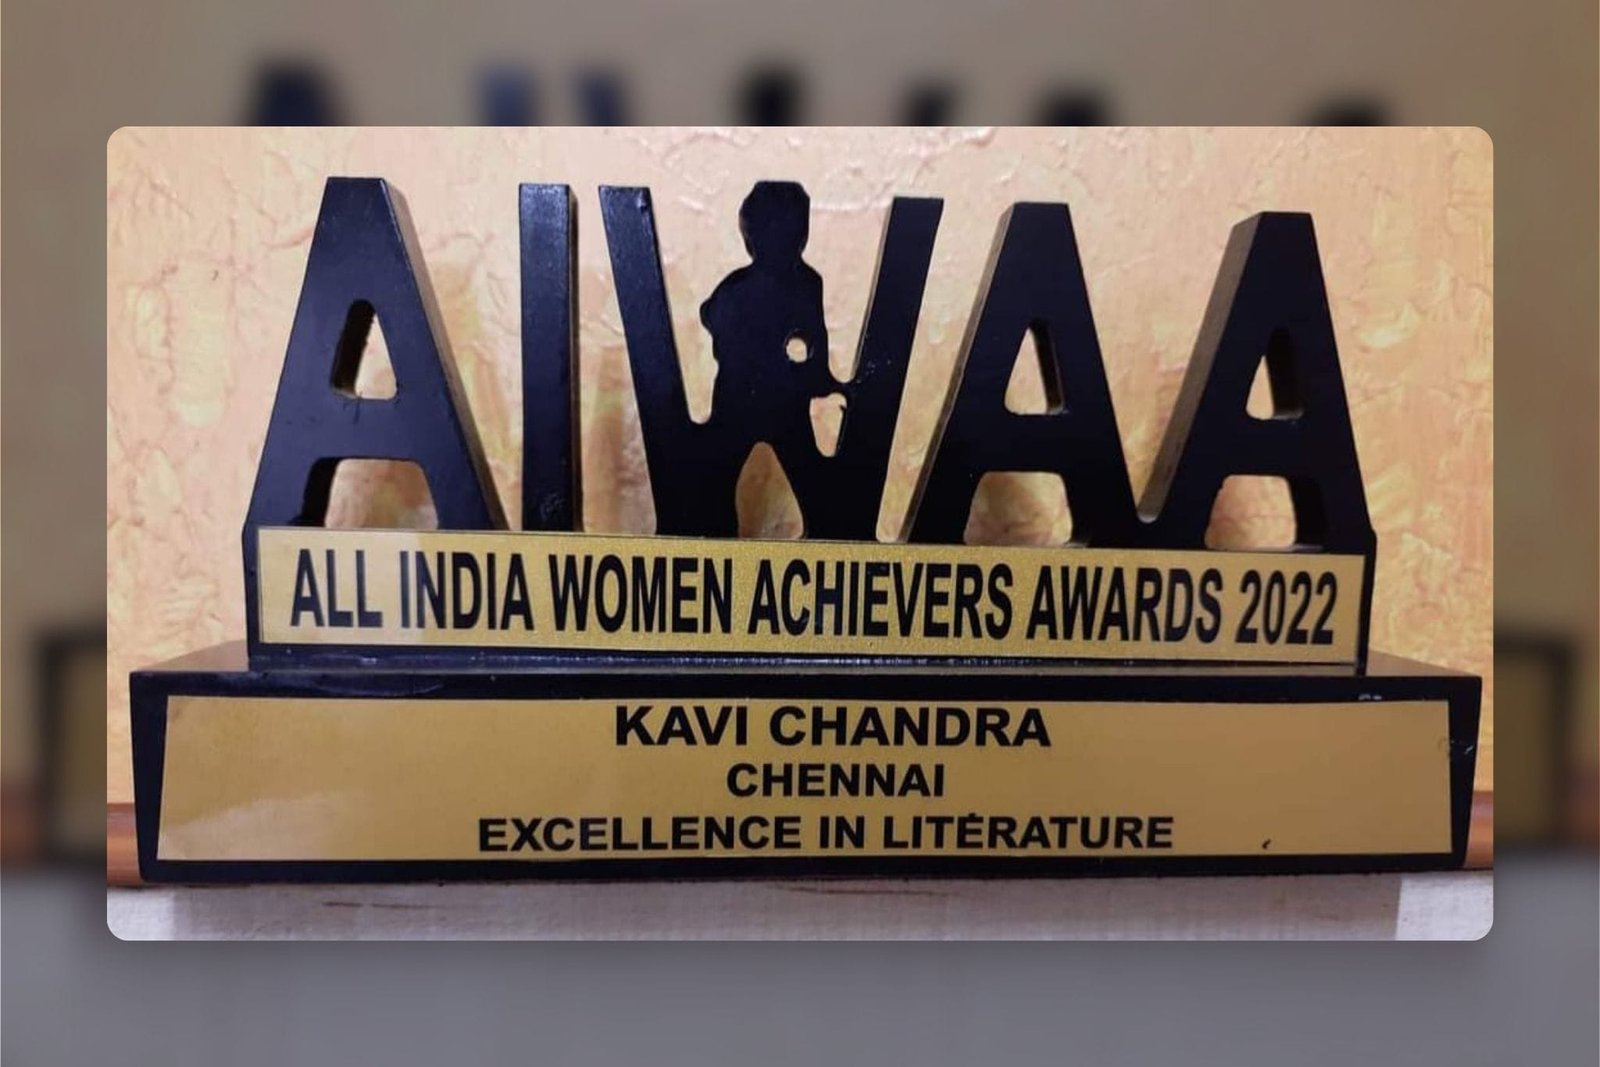 AIWAA
ALL INDIA WOMEN ACHIEVERS AWARDS 2022
KAVI CHANDRA
CHENNAI
EXCELLENCE IN LITERATURE